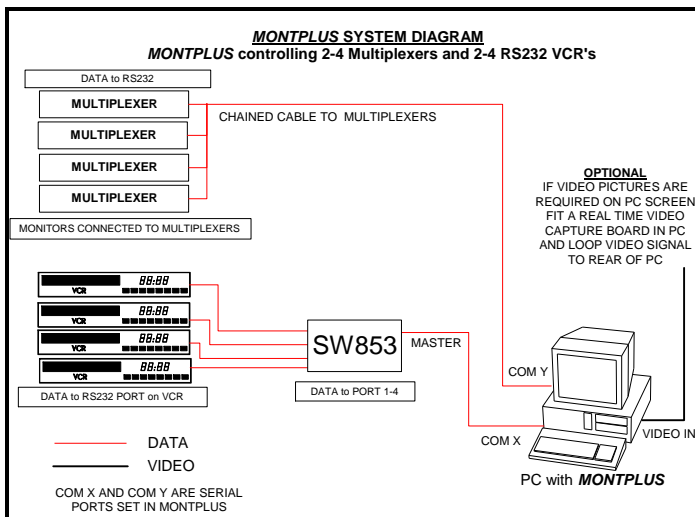 MONTPLUS SYSTEM DIAGRAM
MONTPLUS controlling 2-4 Multiplexers and 2-4 RS232 VCR's
DATA to RS232
MULTIPLEXER
MULTIPLEXER
MULTIPLEXER
MULTIPLEXER
CHAINED CABLE TO MULTIPLEXERS
MONITORS CONNECTED TO MULTIPLEXERS
OPTIONAL
IF VIDEO PICTURES ARE
REQUIRED ON PC SCREEN
FIT A REAL TIME VIDEO
CAPTURE BOARD IN PC
AND LOOP VIDEO SIGNAL
TO REAR OF PC
88:88
VCR
88:88
VCR
88:88
VCR
88:88
VCR
DATA to RS232 PORT on VCR
SW853
MASTER
DATA to PORT 1-4
COM Y
COM X
VIDEO IN
PC with MONTPLUS
DATA
VIDEO
COM X AND COM Y ARE SERIAL
PORTS SET IN MONTPLUS